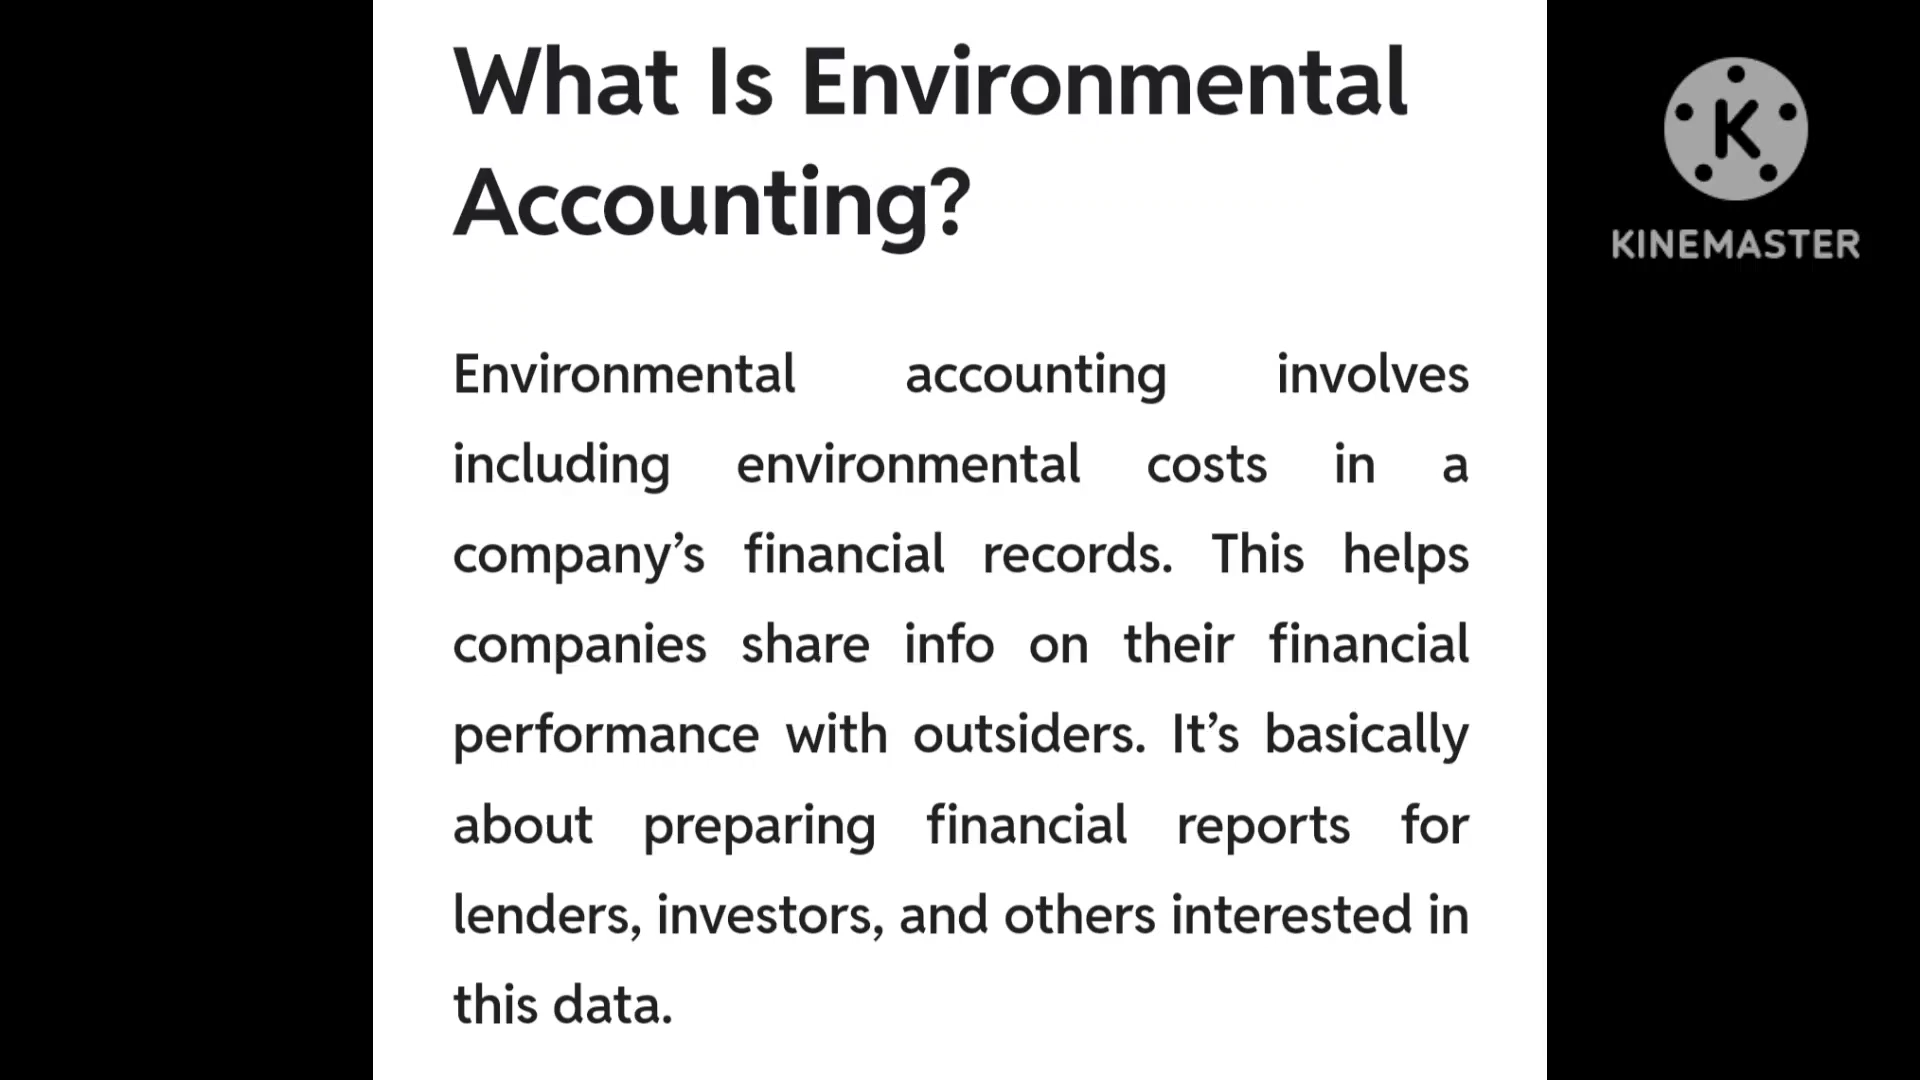 What Is Environmental
Accounting?
Environmental accounting involves
including environmental costs in a
company’s financial records. This helps
companies share info on their financial
performance with outsiders. It’s basically
about preparing financial reports for
lenders, investors, and others interested in
this data.
K
KINEMASTER